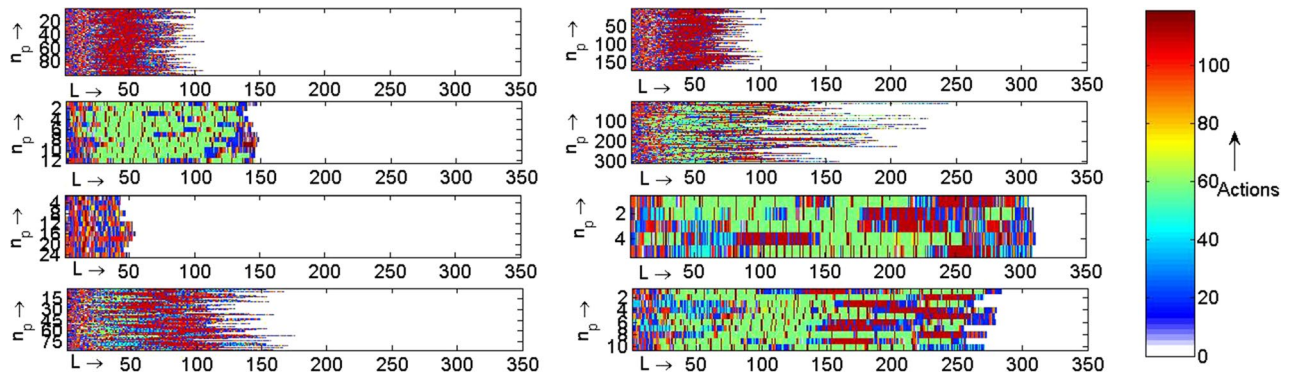 n_p → 20 40 60 80
L → 50 100 150 200 250 300 350
n_p → 50 100 150
L → 50 100 150 200 250 300 350
n_p → 2 4 6 8 10 12
L → 50 100 150 200 250 300 350
n_p → 100 200 300
L → 50 100 150 200 250 300 350
n_p → 4 8 12 16 20 24
L → 50 100 150 200 250 300 350
n_p → 2 4
L → 50 100 150 200 250 300 350
n_p → 15 30 45 60 75
L → 50 100 150 200 250 300 350
n_p → 2 4 6 8 10
L → 50 100 150 200 250 300 350
100
80
60
40
20
0
→
Actions